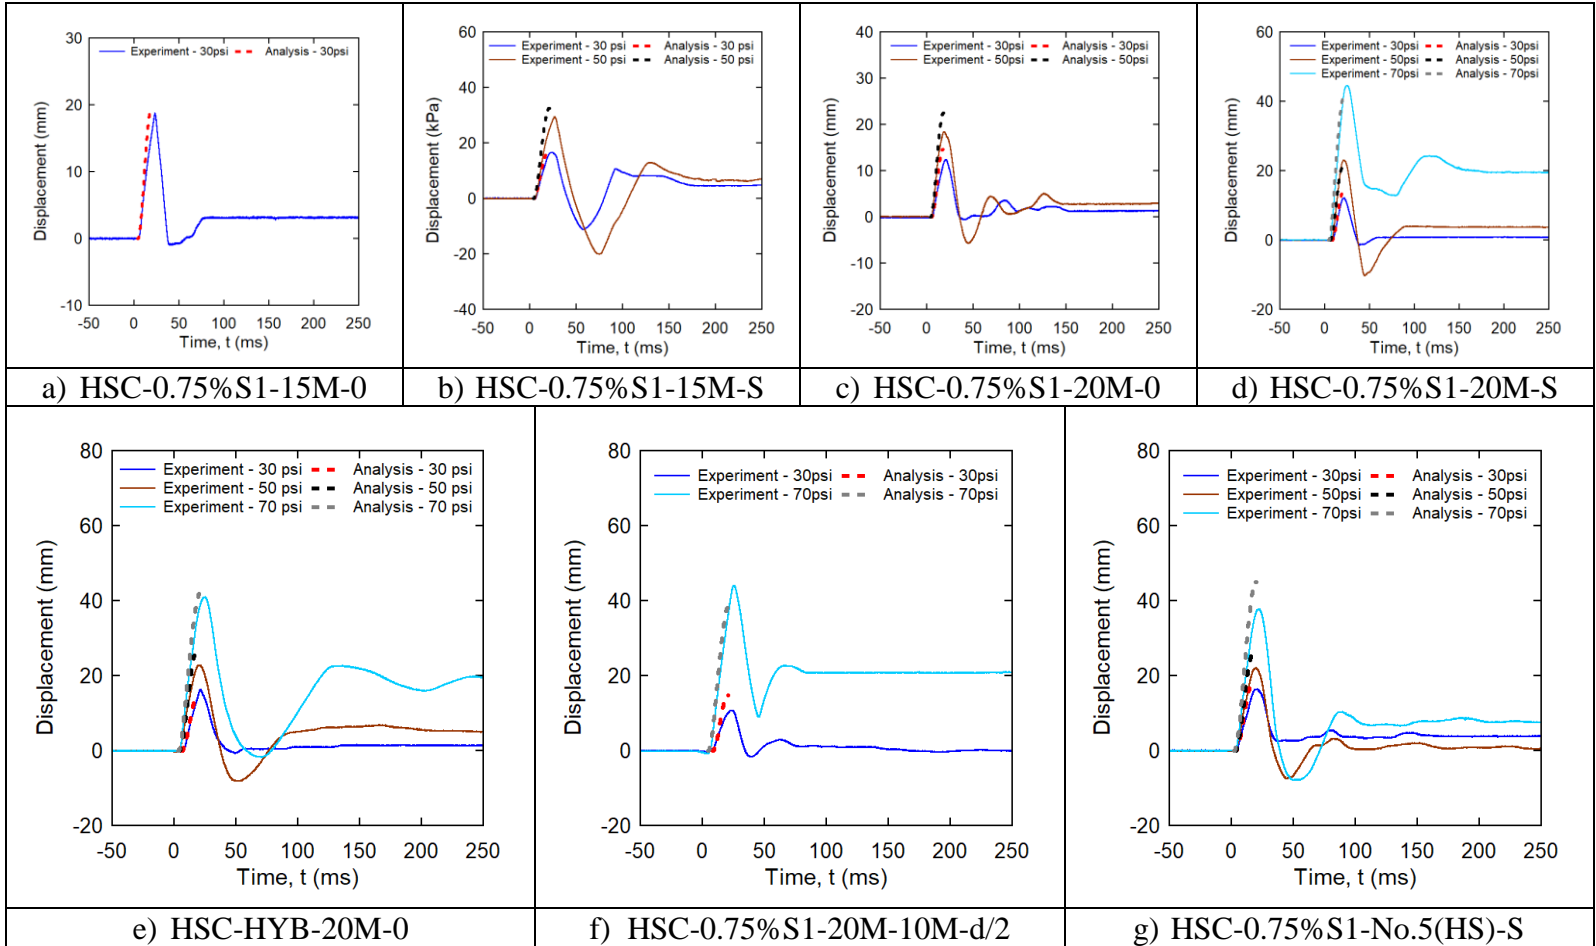 Experiment - 30psi Analysis - 30psi
30
20
10
0
-10
Displacement (mm)
-50 0 50 100 150 200 250
Time, t (ms)
a) HSC-0.75%S1-15M-0
Experiment - 30 psi Analysis - 30 psi
Experiment - 50 psi Analysis - 50 psi
60
40
20
0
-20
-40
Displacement (kPa)
-50 0 50 100 150 200 250
Time, t (ms)
b) HSC-0.75%S1-15M-S
Experiment - 30psi Analysis - 30psi
Experiment - 50psi Analysis - 50psi
40
30
20
10
0
-10
-20
Displacement (mm)
-50 0 50 100 150 200 250
Time, t (ms)
c) HSC-0.75%S1-20M-0
Experiment - 30psi Analysis - 30psi
Experiment - 50psi Analysis - 50psi
Experiment - 70psi Analysis - 70psi
60
40
20
0
-20
Displacement (mm)
-50 0 50 100 150 200 250
Time, t (ms)
d) HSC-0.75%S1-20M-S
Experiment - 30 psi Analysis - 30 psi
Experiment - 50 psi Analysis - 50 psi
Experiment - 70 psi Analysis - 70 psi
80
60
40
20
0
-20
Displacement (mm)
-50 0 50 100 150 200 250
Time, t (ms)
e) HSC-HYB-20M-0
Experiment - 30psi Analysis - 30psi
Experiment - 70psi Analysis - 70psi
80
60
40
20
0
-20
Displacement (mm)
-50 0 50 100 150 200 250
Time, t (ms)
f) HSC-0.75%S1-20M-10M-d/2
Experiment - 30psi Analysis - 30psi
Experiment - 50psi Analysis - 50psi
Experiment - 70psi Analysis - 70psi
80
60
40
20
0
-20
Displacement (mm)
-50 0 50 100 150 200 250
Time, t (ms)
g) HSC-0.75%S1-No.5(HS)-S